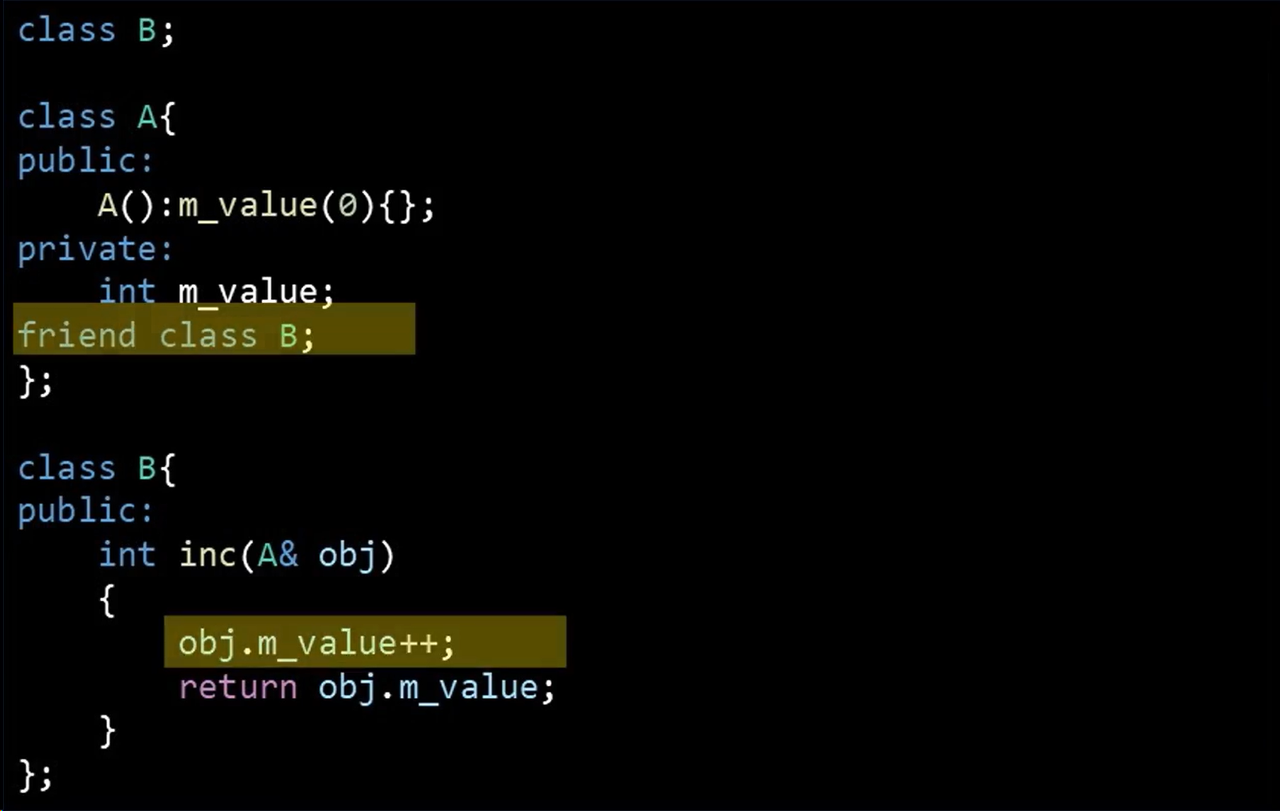 class B;
class A{
public:
A():m_value(0){};
private:
int m_value;
friend class B;
};
class B{
public:
int inc(A& obj)
{
obj.m_value++;
return obj.m_value;
}
};